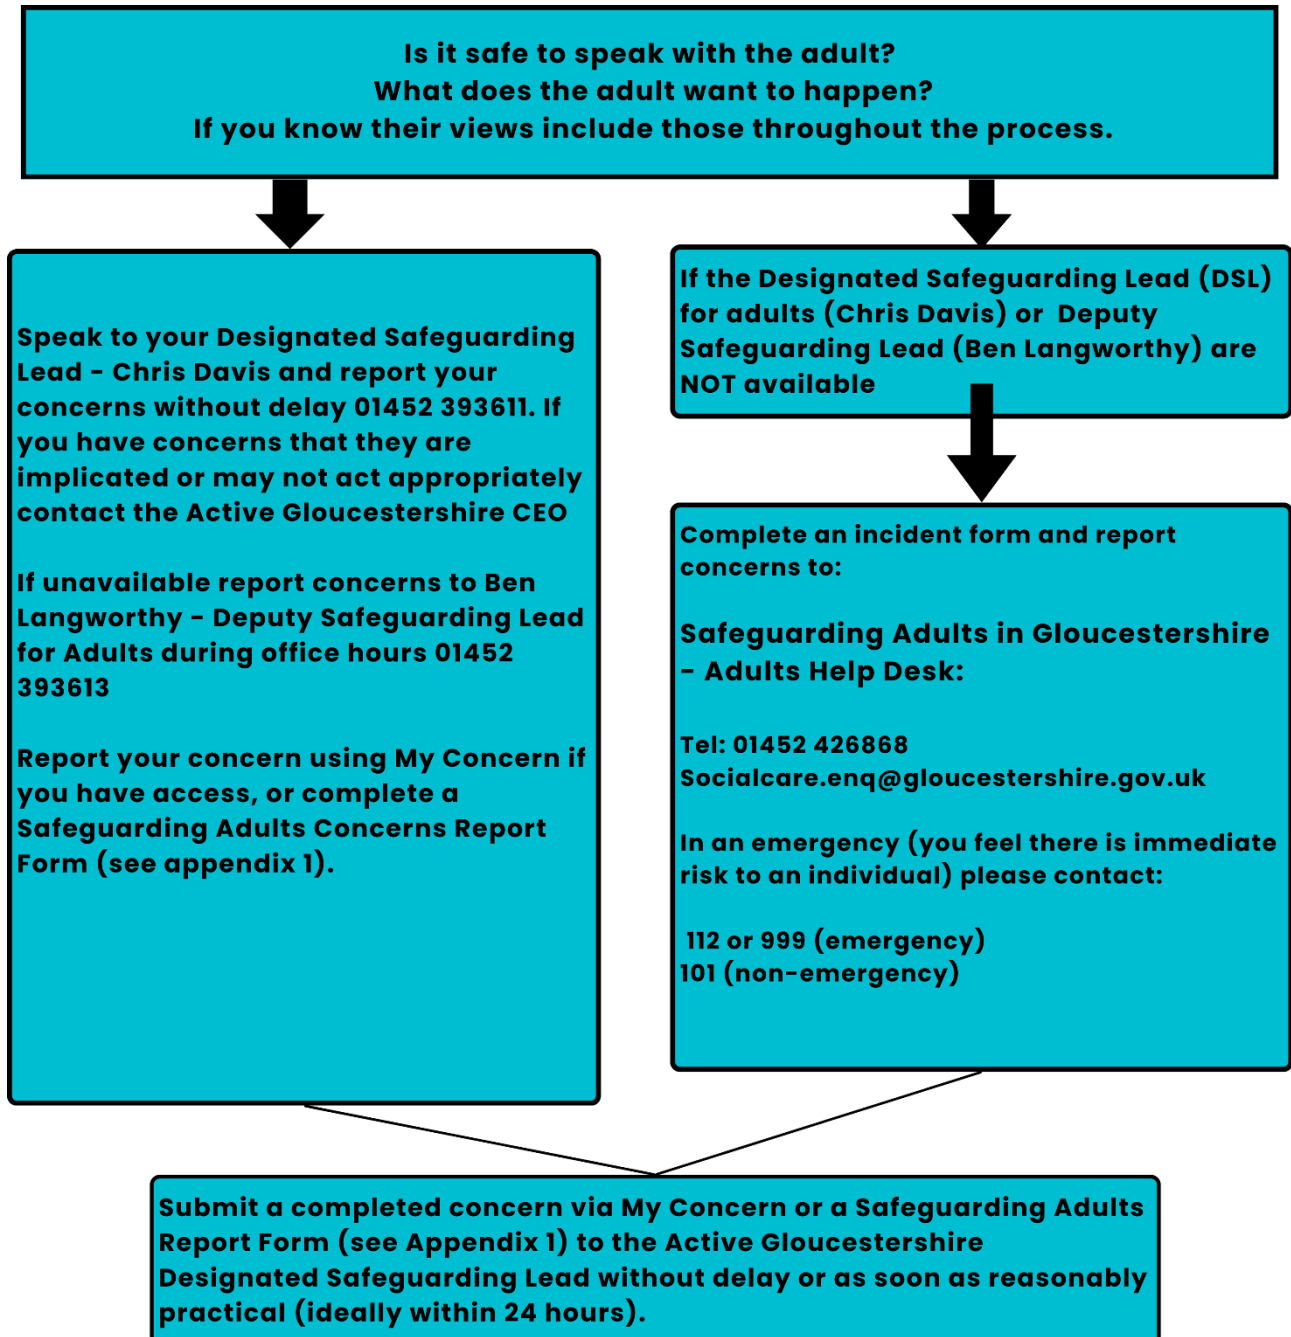 Is it safe to speak with the adult?
What does the adult want to happen?
If you know their views include those throughout the process.
Speak to your Designated Safeguarding
Lead - Chris Davis and report your
concerns without delay 01452 393611. If
you have concerns that they are
implicated or may not act appropriately
contact the Active Gloucestershire CEO
If unavailable report concerns to Ben
Langworthy - Deputy Safeguarding Lead
for Adults during office hours 01452
393613
Report your concern using My Concern if
you have access, or complete a
Safeguarding Adults Concerns Report
Form (see appendix 1).
If the Designated Safeguarding Lead (DSL)
for adults (Chris Davis) or  Deputy
Safeguarding Lead (Ben Langworthy) are
NOT available
Complete an incident form and report
concerns to:
Safeguarding Adults in Gloucestershire
- Adults Help Desk:
Tel: 01452 426868
Socialcare.enq@gloucestershire.gov.uk
In an emergency (you feel there is immediate
risk to an individual) please contact:
112 or 999 (emergency)
101 (non-emergency)
Submit a completed concern via My Concern or a Safeguarding Adults
Report Form (see Appendix 1) to the Active Gloucestershire
Designated Safeguarding Lead without delay or as soon as reasonably
practical (ideally within 24 hours).